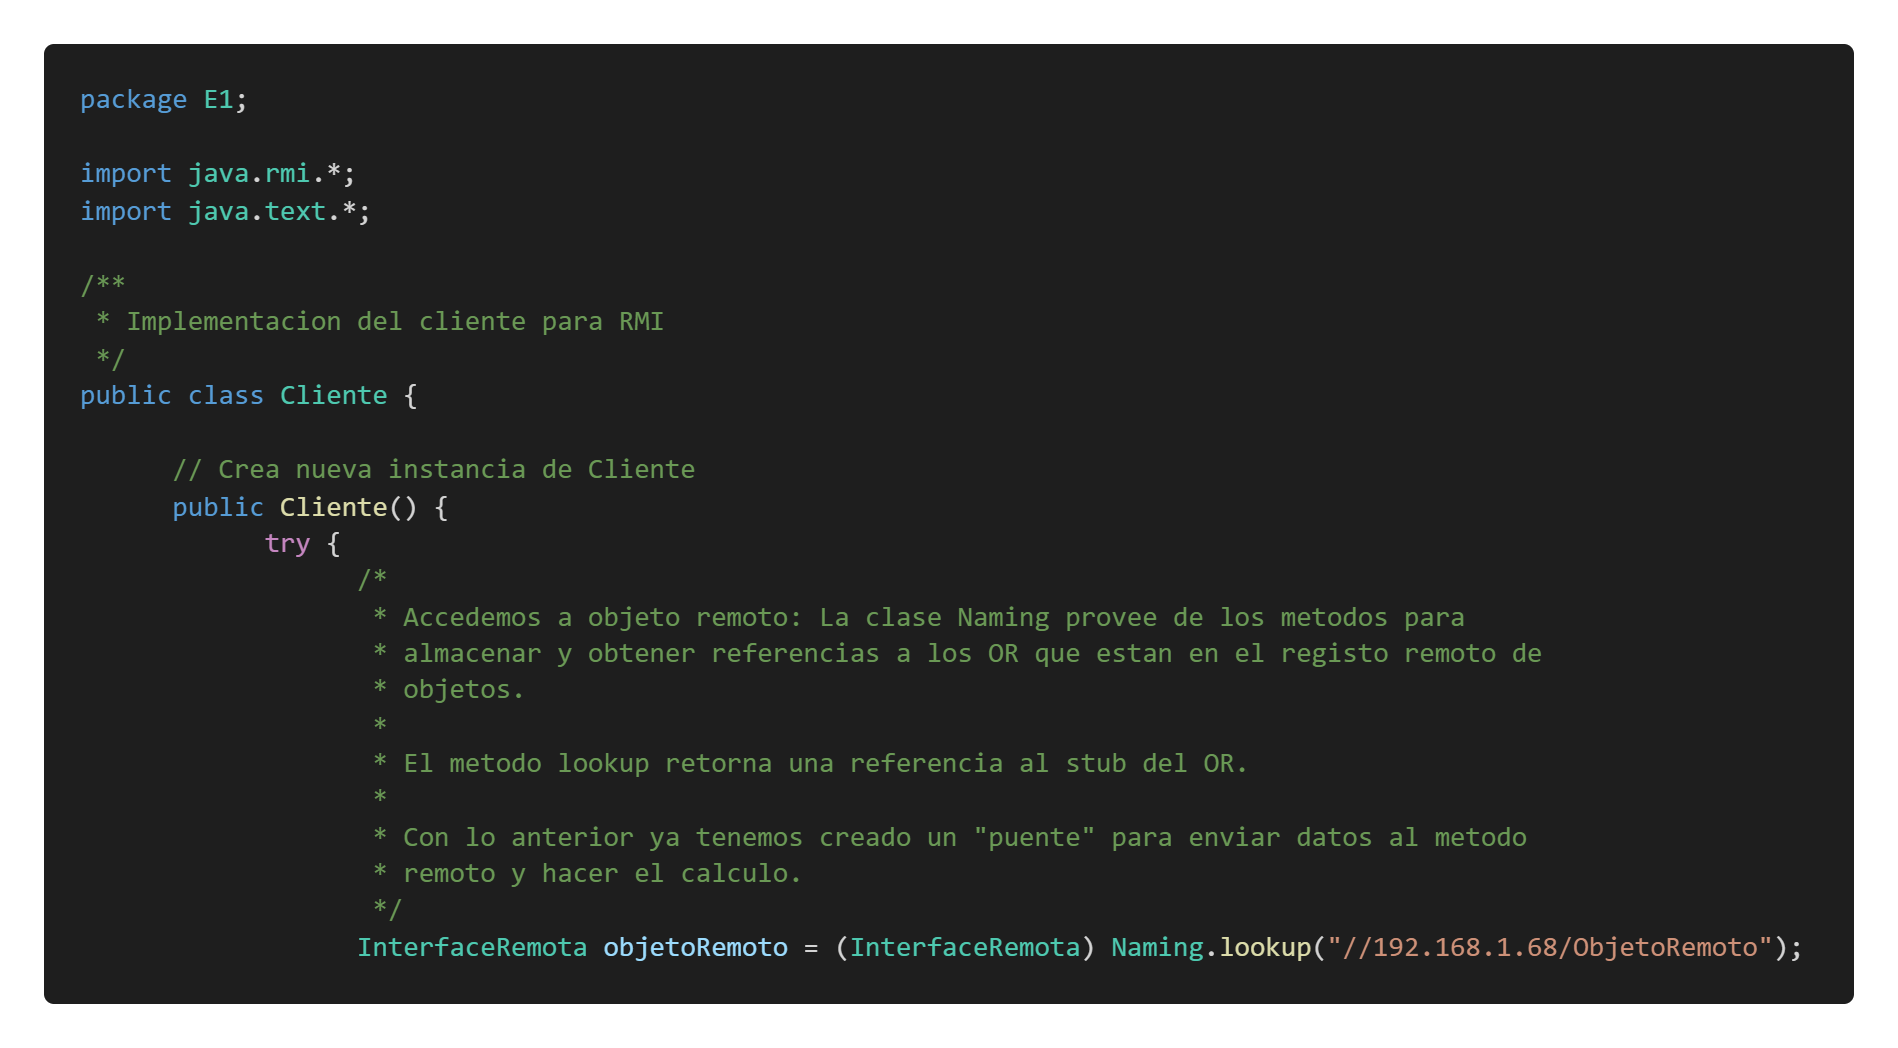 package E1;
import java.rmi.*;
import java.text.*;
/**
 * Implementacion del cliente para RMI
 */
public class Cliente {
// Crea nueva instancia de Cliente
public Cliente() {
try {
/*
 * Accedemos a objeto remoto: La clase Naming provee de los metodos para
 * almacenar y obtener referencias a los OR que estan en el registo remoto de
 * objetos.
 *
 * El metodo lookup retorna una referencia al stub del OR.
 *
 * Con lo anterior ya tenemos creado un "puente" para enviar datos al metodo
 * remoto y hacer el calculo.
 */
InterfaceRemota objetoRemoto = (InterfaceRemota) Naming.lookup("//192.168.1.68/ObjetoRemoto");